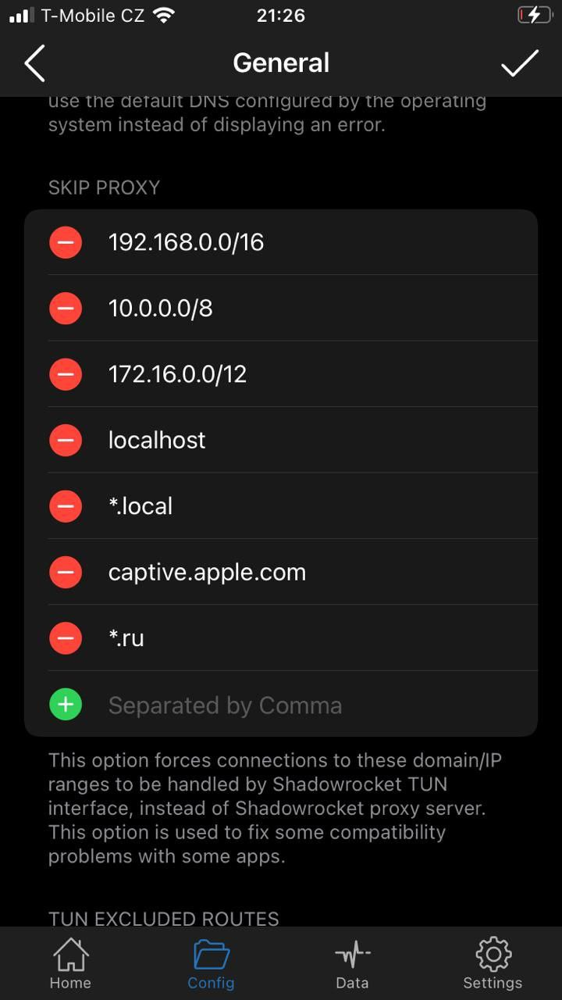 T-Mobile CZ
21:26
General
use the default DNS configured by the operating
system instead of displaying an error.
SKIP PROXY
192.168.0.0/16
10.0.0.0/8
172.16.0.0/12
localhost
*.local
captive.apple.com
*.ru
Separated by Comma
This option forces connections to these domain/IP
ranges to be handled by Shadowrocket TUN
interface, instead of Shadowrocket proxy server.
This option is used to fix some compatibility
problems with some apps.
TUN EXCLUDED ROUTES
Home
Config
Data
Settings